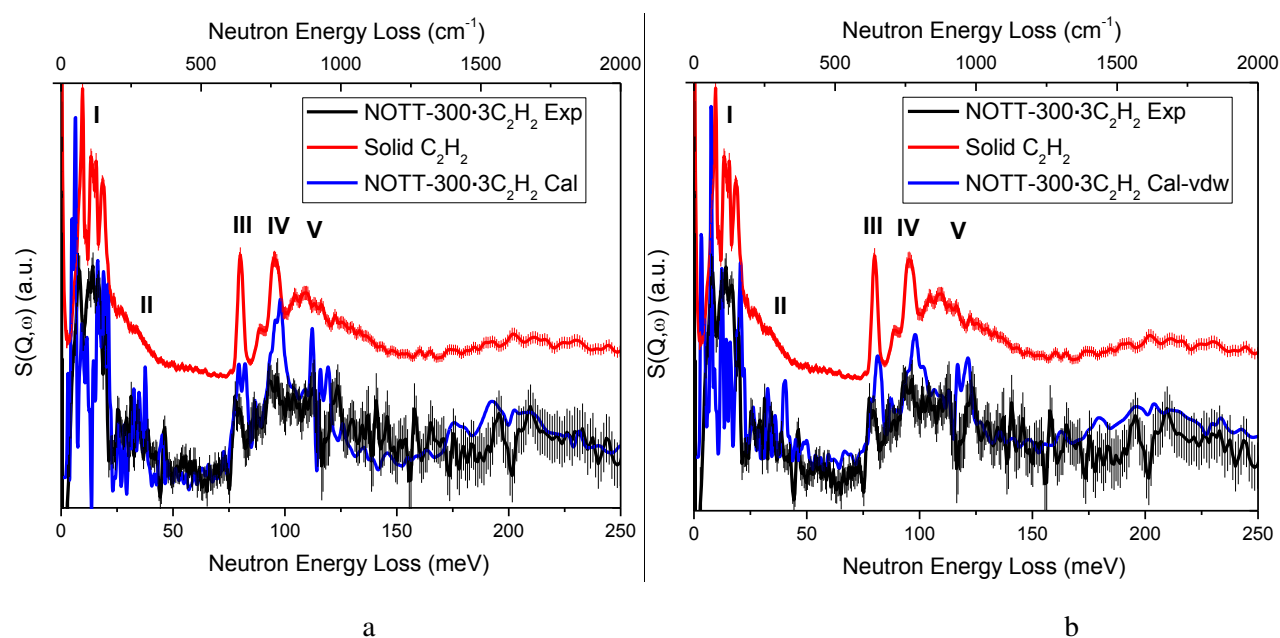 Neutron Energy Loss (cm⁻¹)
0 500 1000 1500 2000
I
NOTT-300·3C₂H₂ Exp
Solid C₂H₂
NOTT-300·3C₂H₂ Cal
III IV V
II
S(Q,ω) (a.u.)
0 50 100 150 200 250
Neutron Energy Loss (meV)
a
Neutron Energy Loss (cm⁻¹)
0 500 1000 1500 2000
I
NOTT-300·3C₂H₂ Exp
Solid C₂H₂
NOTT-300·3C₂H₂ Cal-vdw
III IV V
II
S(Q,ω) (a.u.)
0 50 100 150 200 250
Neutron Energy Loss (meV)
b